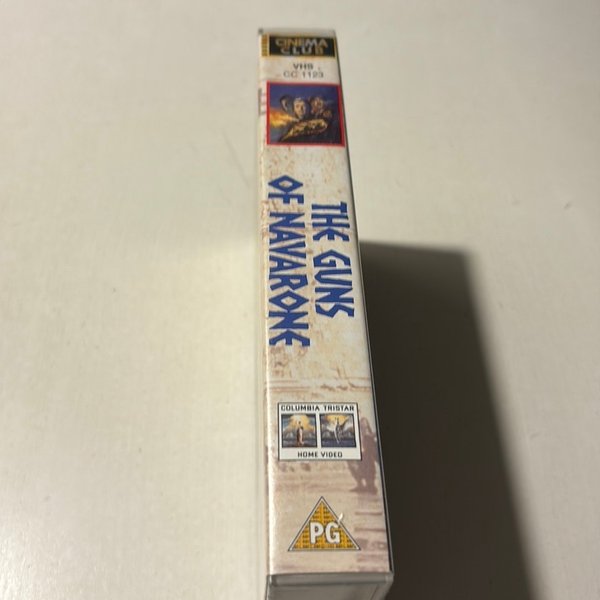 CINEMA
CLUB
VHS
CC 1123
THE GUNS
OF NAVARONE
COLUMBIA TRISTAR
HOME VIDEO
PG